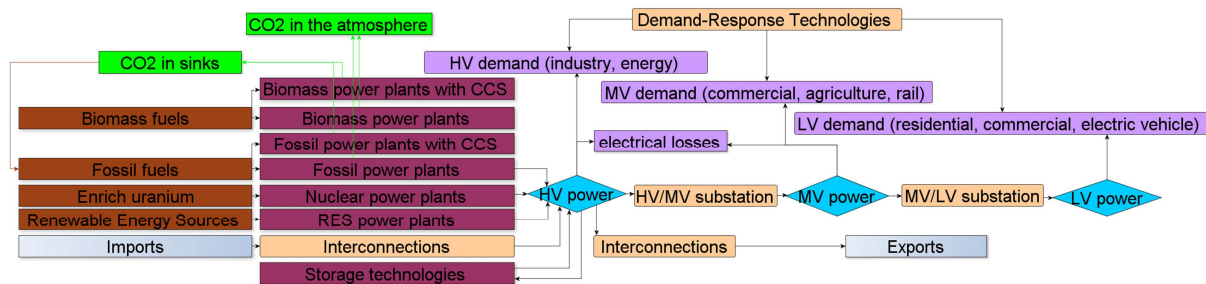 CO2 in the atmosphere
Demand-Response Technologies
CO2 in sinks
HV demand (industry, energy)
Biomass power plants with CCS
MV demand (commercial, agriculture, rail)
Biomass fuels
Biomass power plants
LV demand (residential, commercial, electric vehicle)
Fossil power plants with CCS
electrical losses
Fossil fuels
Fossil power plants
Enrich uranium
Nuclear power plants
HV power
HV/MV substation
MV power
MV/LV substation
LV power
Renewable Energy Sources
RES power plants
Imports
Interconnections
Interconnections
Exports
Storage technologies